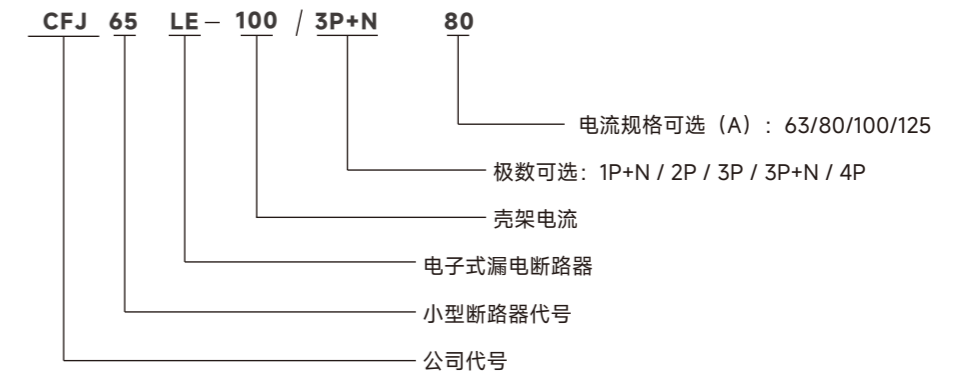 CFJ 65 LE－100 / 3P+N 80
电流规格可选（A）：63/80/100/125
极数可选：1P+N / 2P / 3P / 3P+N / 4P
壳架电流
电子式漏电断路器
小型断路器代号
公司代号